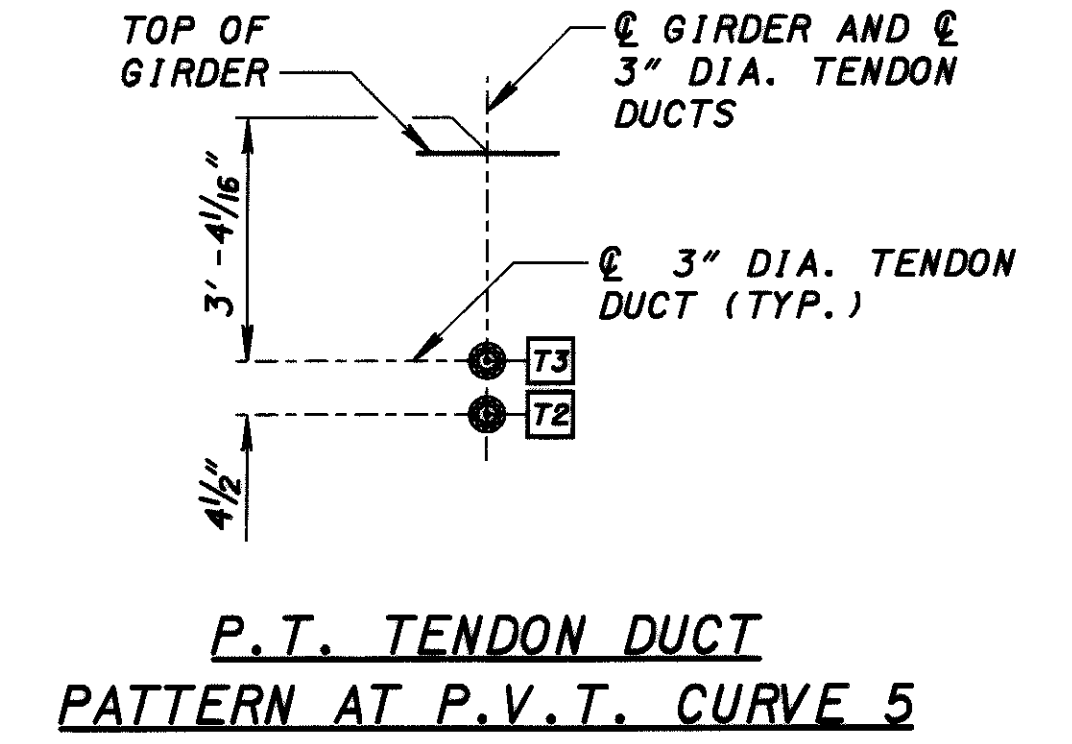 TOP OF
GIRDER
℄ GIRDER AND ℄
3" DIA. TENDON
DUCTS
3'-4 1/16"
℄ 3" DIA. TENDON
DUCT (TYP.)
T3
T2
4 1/2"
P.T. TENDON DUCT
PATTERN AT P.V.T. CURVE 5